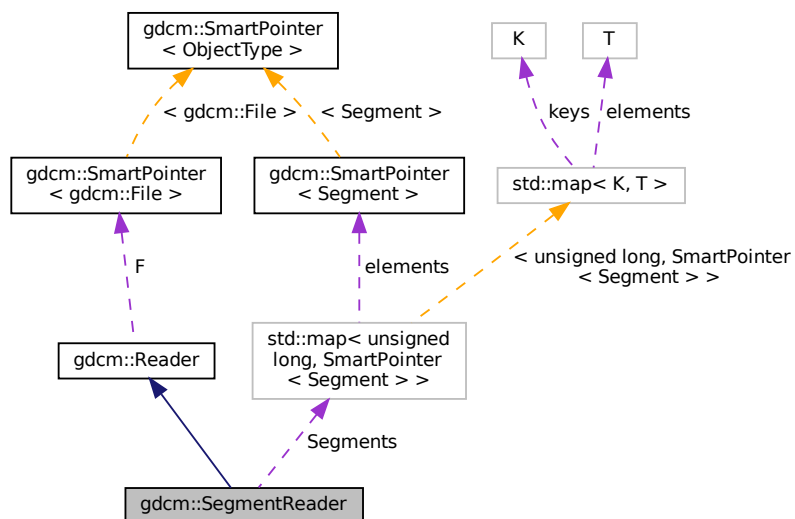 gdcm::SmartPointer
< ObjectType >
K
T
< gdcm::File >
< Segment >
keys
elements
gdcm::SmartPointer
< gdcm::File >
gdcm::SmartPointer
< Segment >
std::map< K, T >
F
elements
< unsigned long, SmartPointer
< Segment > >
gdcm::Reader
std::map< unsigned
long, SmartPointer
< Segment > >
Segments
gdcm::SegmentReader